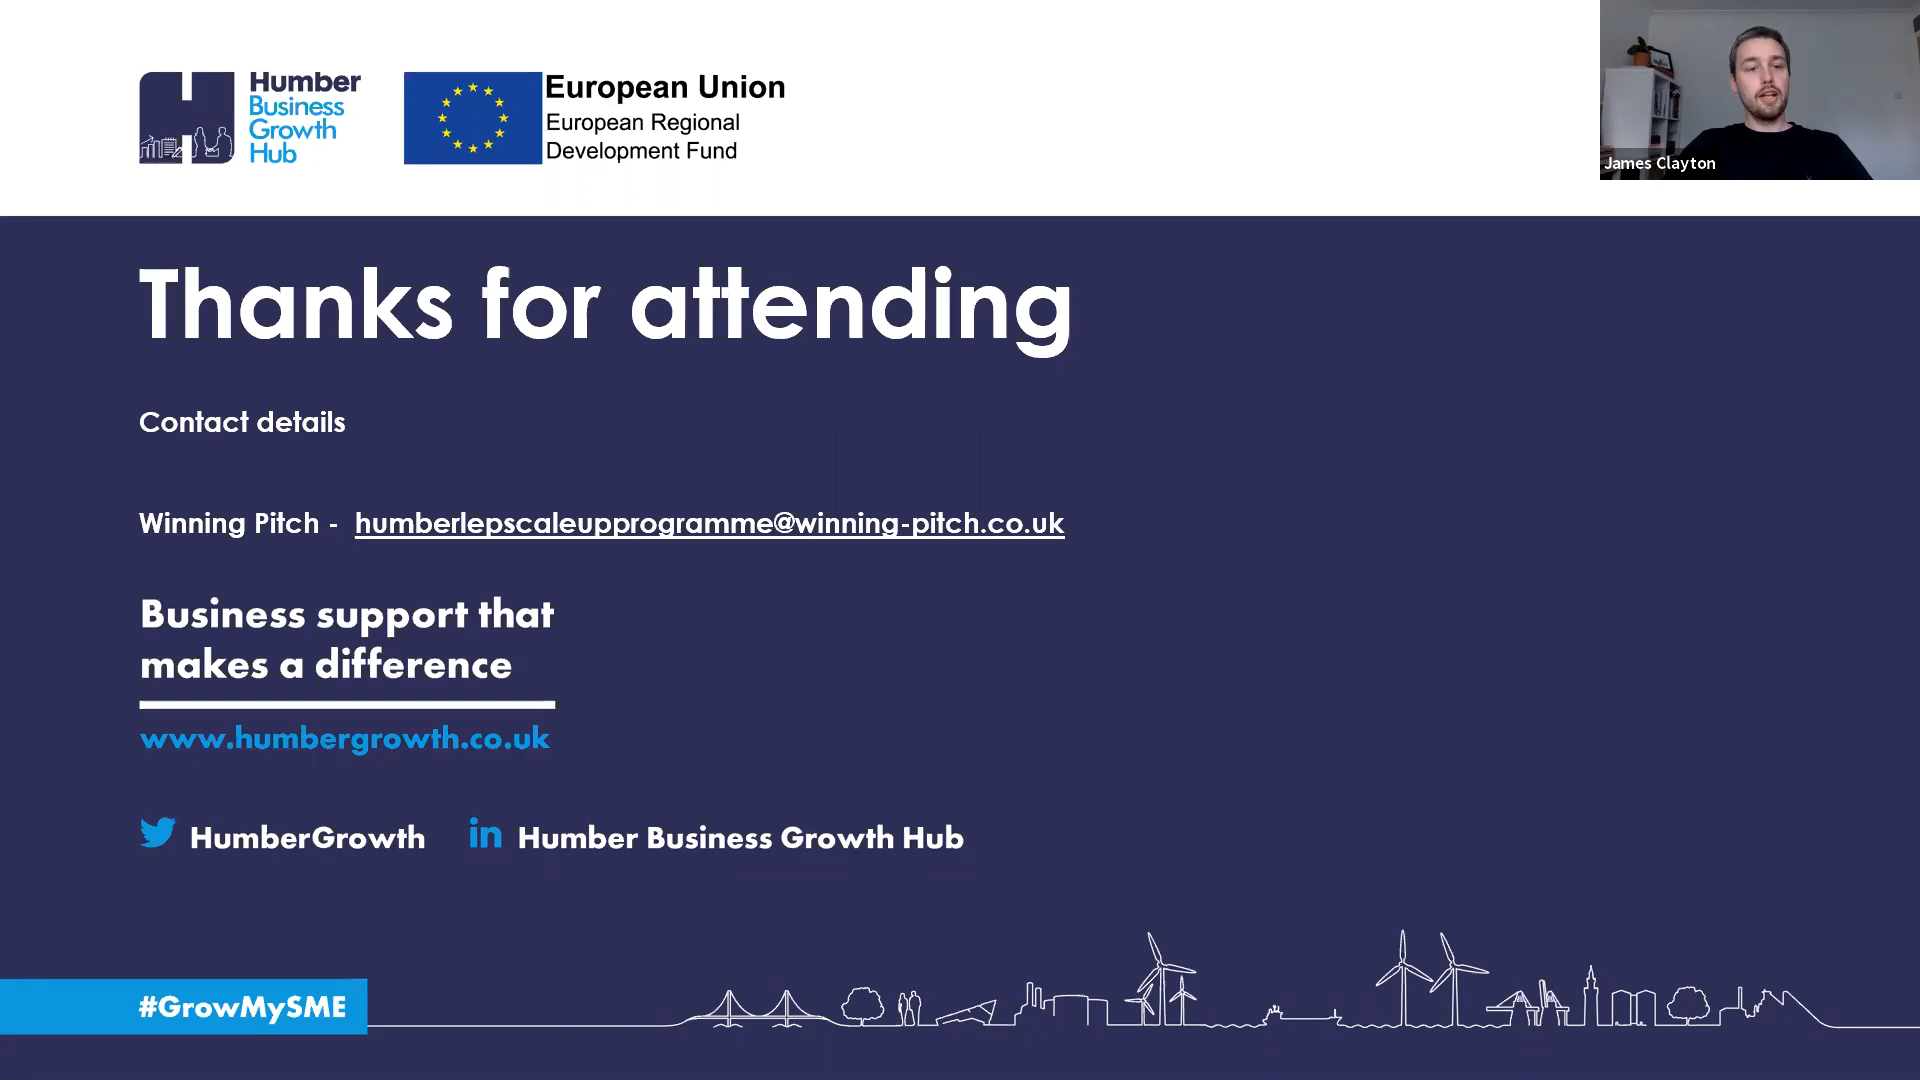 Humber
Business
Growth
Hub
European Union
European Regional
Development Fund
James Clayton
Thanks for attending
Contact details
Winning Pitch - humberlepscaleupprogramme@winning-pitch.co.uk
Business support that
makes a difference
www.humbergrowth.co.uk
HumberGrowth
in Humber Business Growth Hub
#GrowMySME